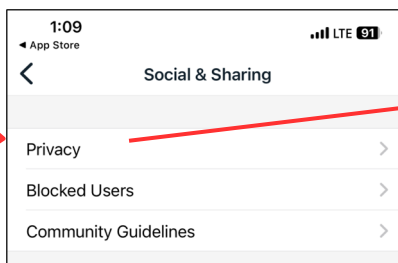 1:09
LTE 91
◀ App Store
Social & Sharing
Privacy
Blocked Users
Community Guidelines